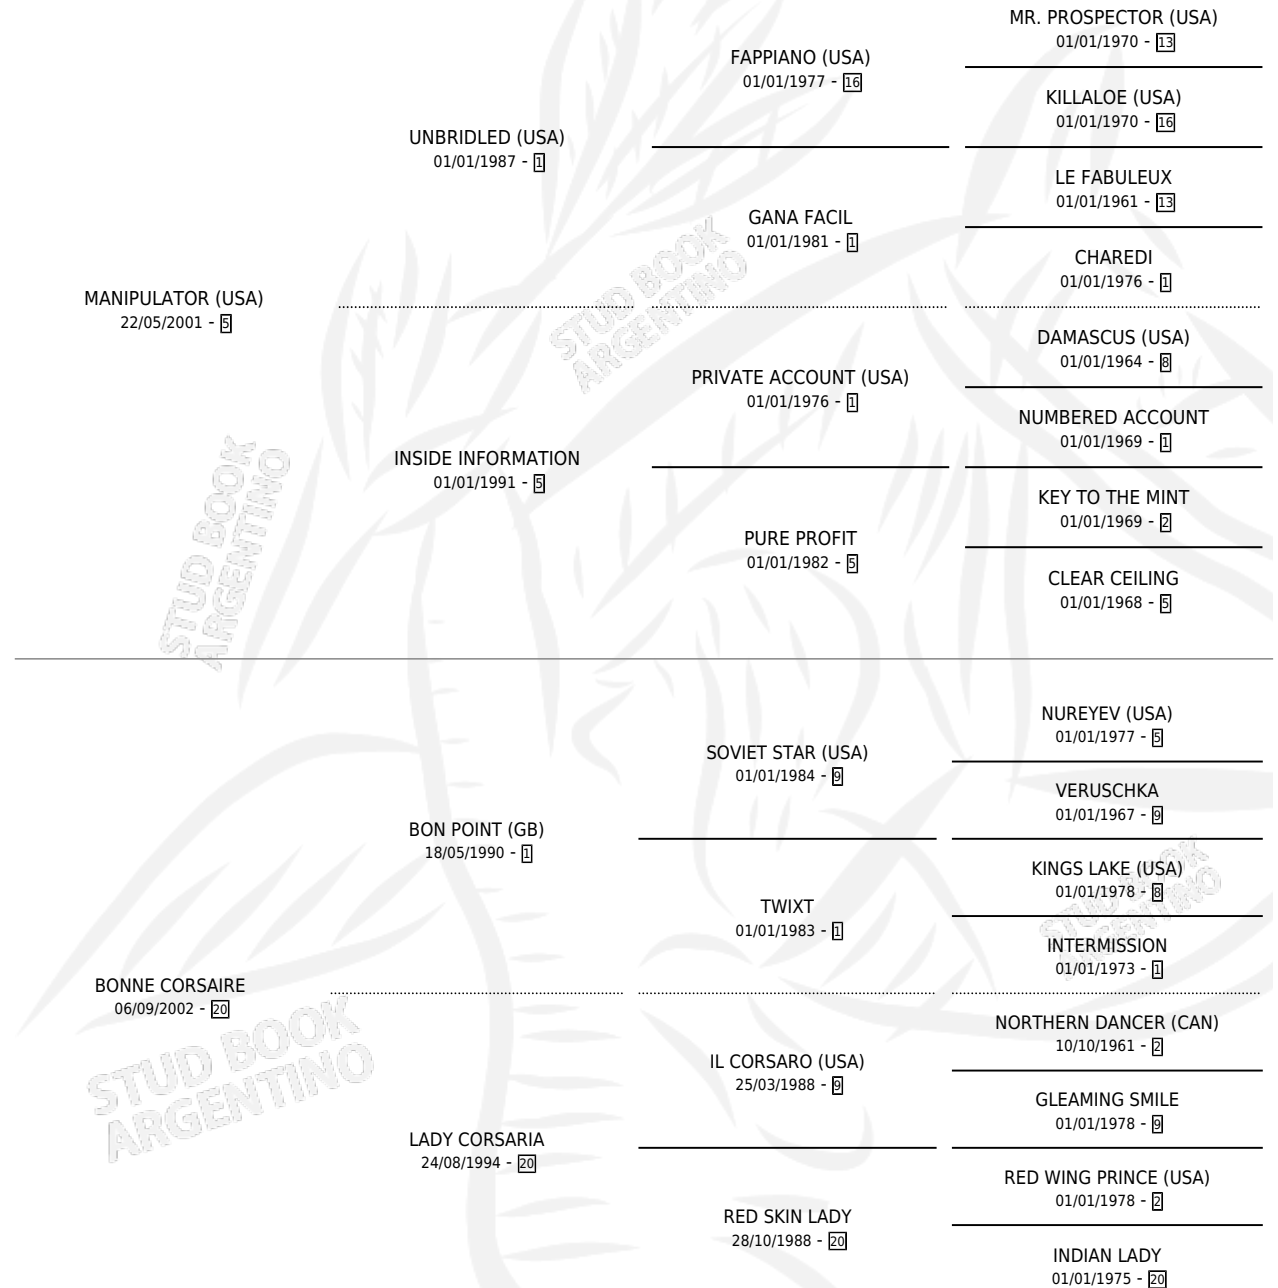 MR. PROSPECTOR (USA)
01/01/1970 - 13
FAPPIANO (USA)
01/01/1977 - 16
KILLALOE (USA)
01/01/1970 - 16
UNBRIDLED (USA)
01/01/1987 - 1
LE FABULEUX
01/01/1961 - 13
GANA FACIL
01/01/1981 - 1
CHAREDI
01/01/1976 - 1
MANIPULATOR (USA)
22/05/2001 - 5
STUD BOOK
ARGENTINO
DAMASCUS (USA)
01/01/1964 - 8
PRIVATE ACCOUNT (USA)
01/01/1976 - 1
NUMBERED ACCOUNT
01/01/1969 - 1
INSIDE INFORMATION
01/01/1991 - 5
KEY TO THE MINT
01/01/1969 - 2
PURE PROFIT
01/01/1982 - 5
CLEAR CEILING
01/01/1968 - 5
STUD BOOK
ARGENTINO
NUREYEV (USA)
01/01/1977 - 5
SOVIET STAR (USA)
01/01/1984 - 9
VERUSCHKA
01/01/1967 - 9
BON POINT (GB)
18/05/1990 - 1
KINGS LAKE (USA)
01/01/1978 - 8
TWIXT
01/01/1983 - 1
STUD BOOK
ARGENTINO
INTERMISSION
01/01/1973 - 1
BONNE CORSAIRE
06/09/2002 - 20
NORTHERN DANCER (CAN)
10/10/1961 - 2
IL CORSARO (USA)
25/03/1988 - 9
GLEAMING SMILE
01/01/1978 - 9
STUD BOOK
ARGENTINO
LADY CORSARIA
24/08/1994 - 20
RED WING PRINCE (USA)
01/01/1978 - 2
RED SKIN LADY
28/10/1988 - 20
INDIAN LADY
01/01/1975 - 20